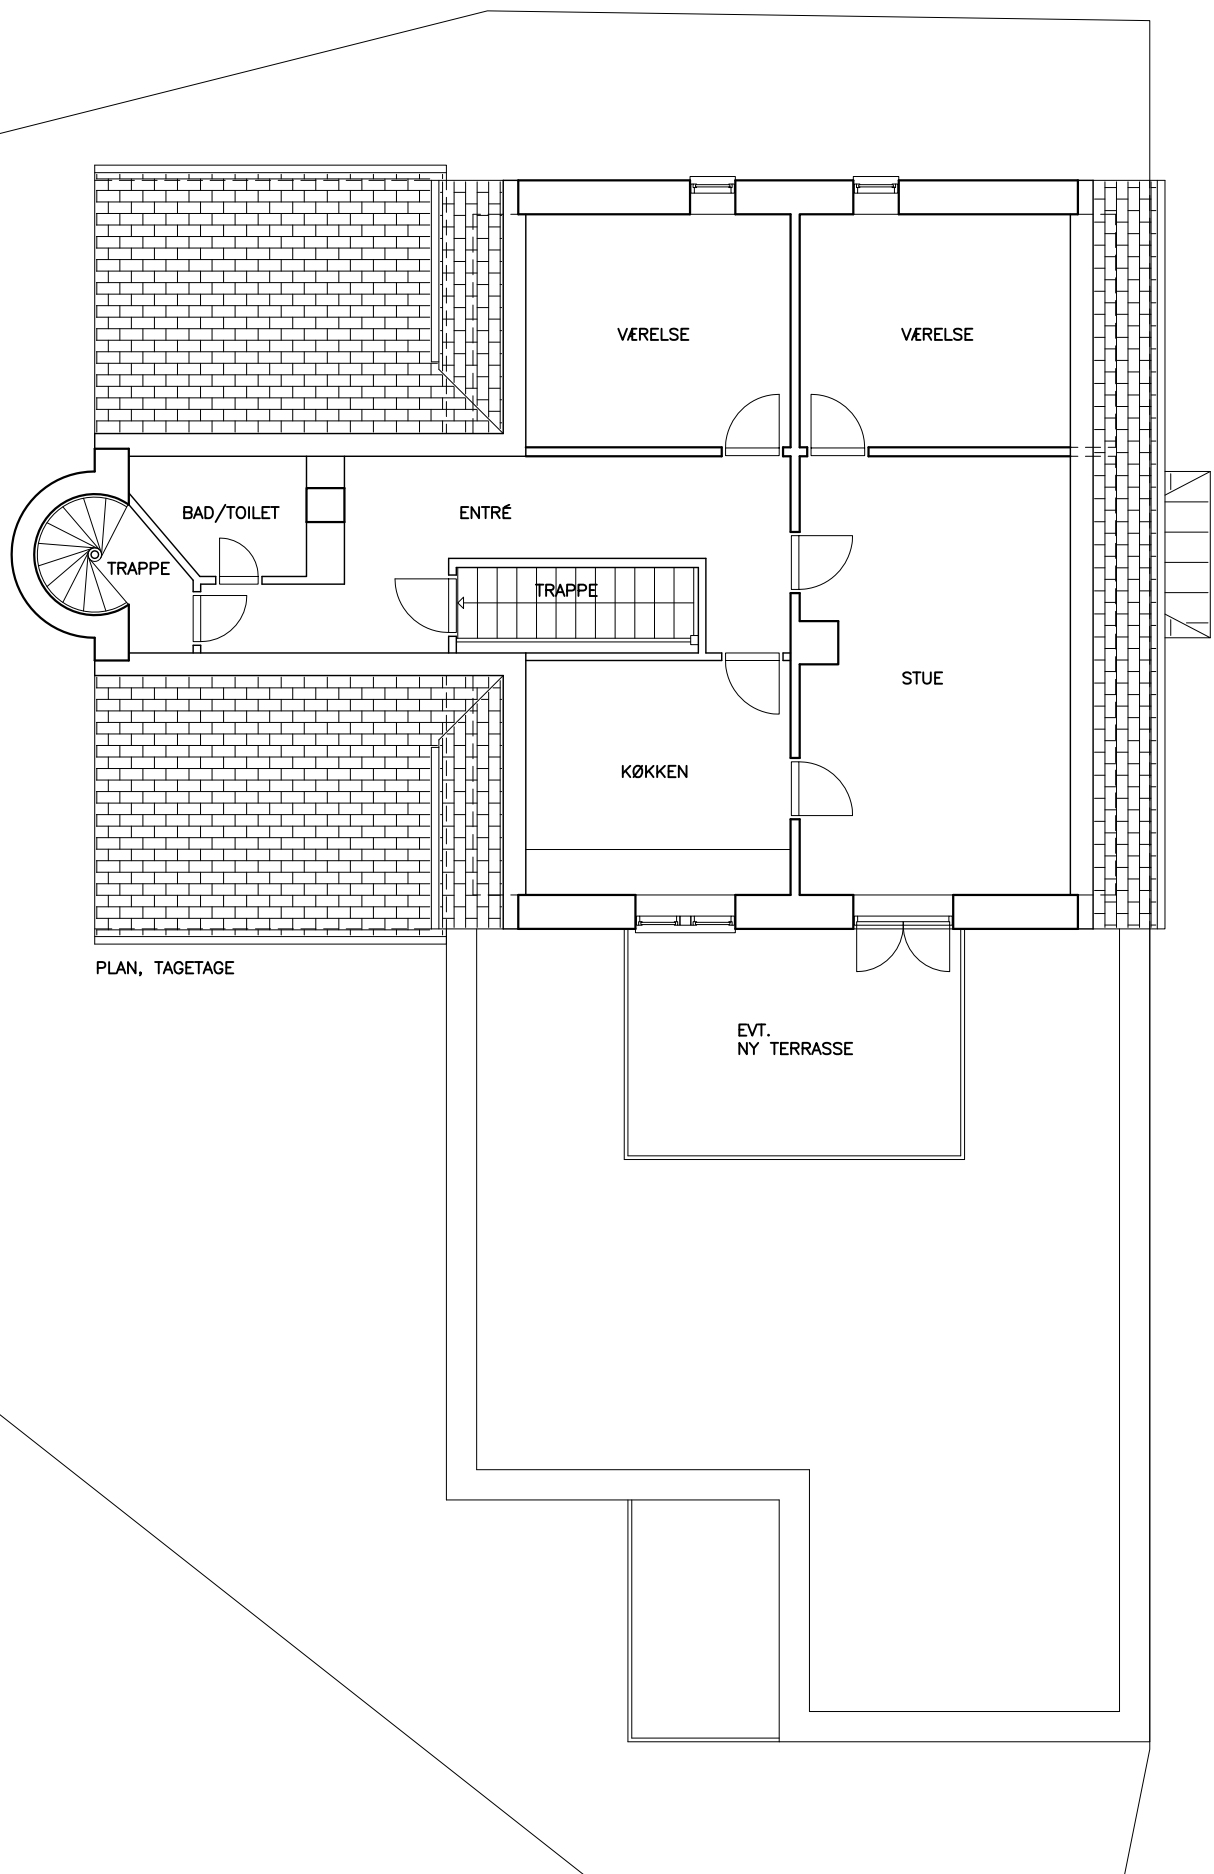 VÆRELSE
VÆRELSE
BAD/TOILET
ENTRÉ
TRAPPE
TRAPPE
STUE
KØKKEN
PLAN, TAGETAGE
EVT.
NY TERRASSE